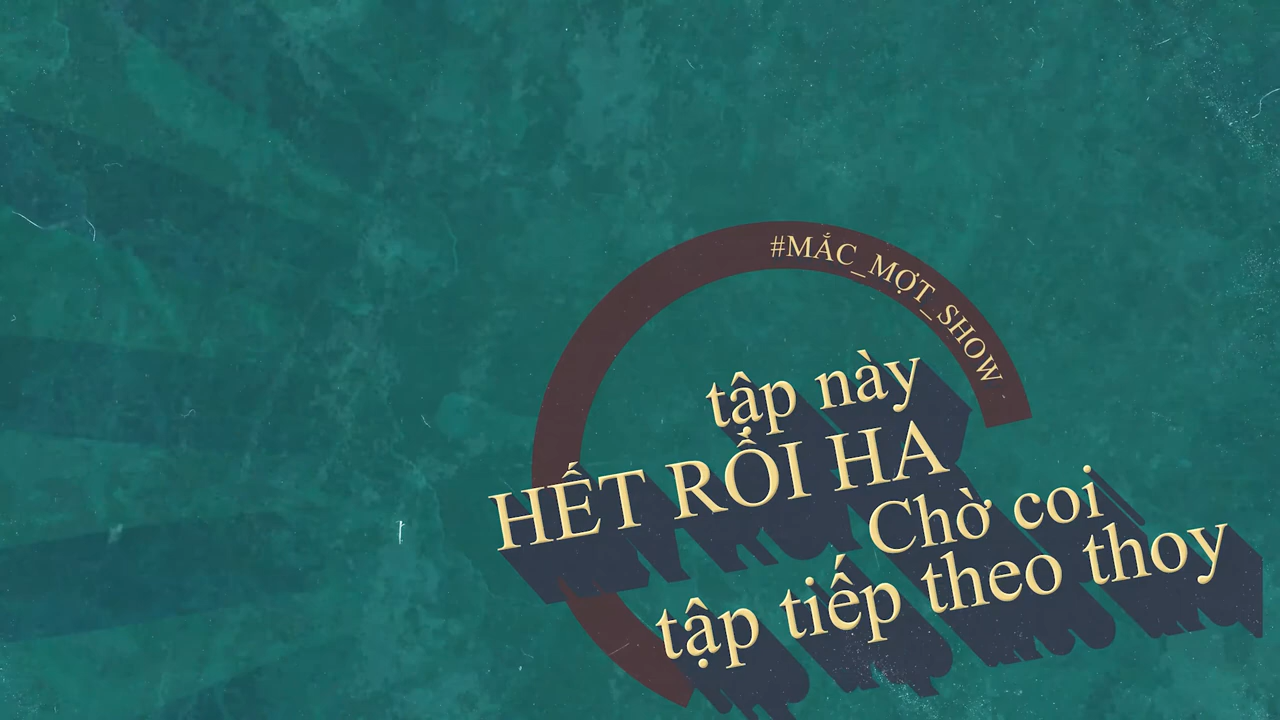 #MẮC_MỢT_SHOW
tập này
HẾT RỒI HA
Chờ coi
tập tiếp theo thoy